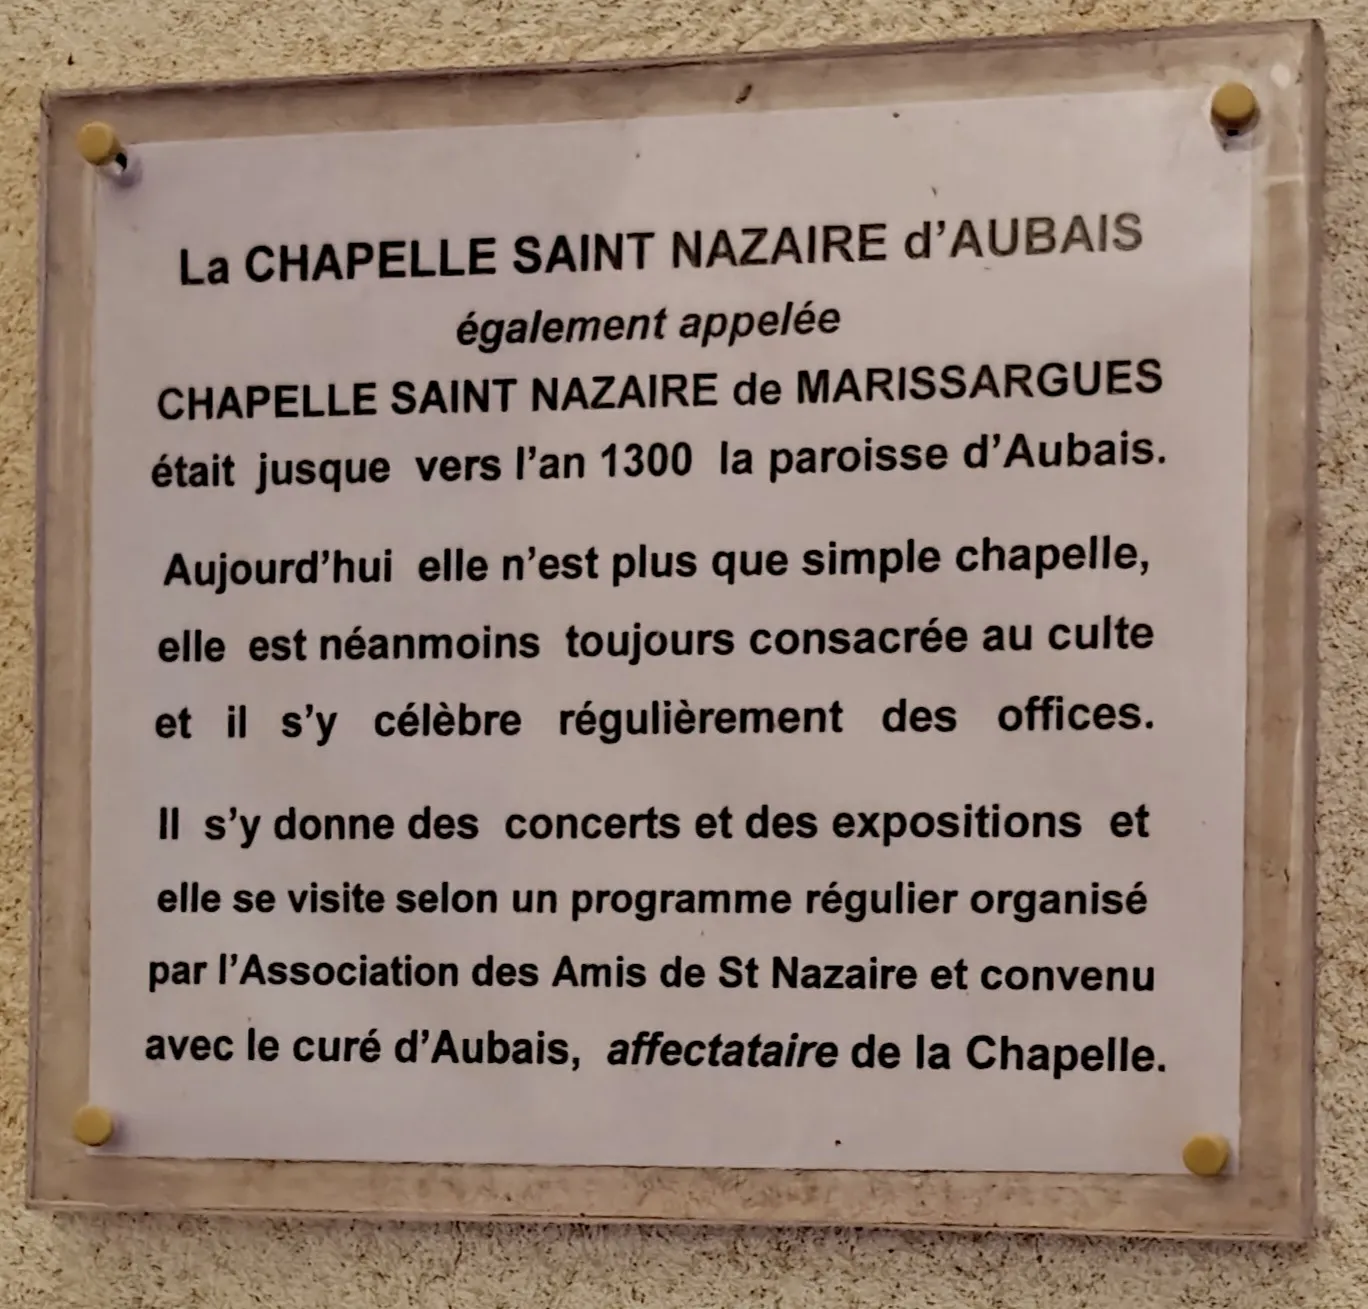 La CHAPELLE SAINT NAZAIRE d’AUBAIS
également appelée
CHAPELLE SAINT NAZAIRE de MARISSARGUES
était jusque vers l’an 1300 la paroisse d’Aubais.
Aujourd’hui elle n’est plus que simple chapelle,
elle est néanmoins toujours consacrée au culte
et il s’y célèbre régulièrement des offices.
Il s’y donne des concerts et des expositions et
elle se visite selon un programme régulier organisé
par l’Association des Amis de St Nazaire et convenu
avec le curé d’Aubais, affectataire de la Chapelle.